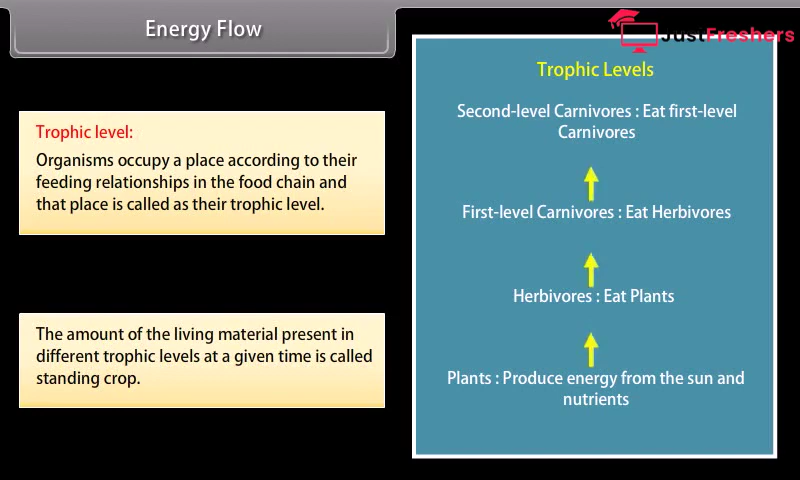 Energy Flow
JustFreshers
Trophic level:
Organisms occupy a place according to their
feeding relationships in the food chain and
that place is called as their trophic level.
The amount of the living material present in
different trophic levels at a given time is called
standing crop.
Trophic Levels
Second-level Carnivores : Eat first-level
Carnivores
First-level Carnivores : Eat Herbivores
Herbivores : Eat Plants
Plants : Produce energy from the sun and
nutrients